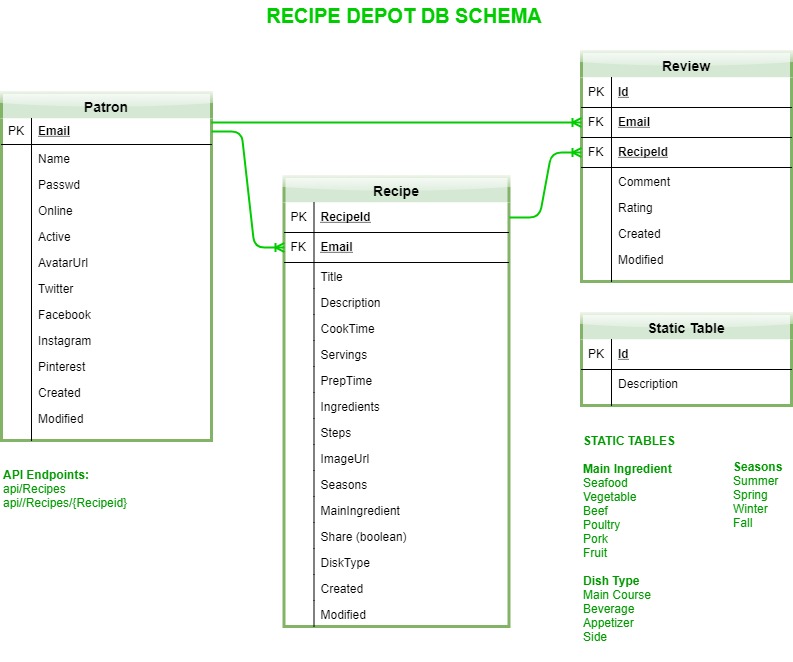 RECIPE DEPOT DB SCHEMA
Patron
PK Email
Name
Passwd
Online
Active
AvatarUrl
Twitter
Facebook
Instagram
Pinterest
Created
Modified
API Endpoints:
api/Recipes
api//Recipes/{Recipeid}
Recipe
PK RecipeId
FK Email
Title
Description
CookTime
Servings
PrepTime
Ingredients
Steps
ImageUrl
Seasons
MainIngredient
Share (boolean)
DiskType
Created
Modified
Review
PK Id
FK Email
FK RecipeId
Comment
Rating
Created
Modified
Static Table
PK Id
Description
STATIC TABLES
Main Ingredient
Seafood
Vegetable
Beef
Poultry
Pork
Fruit
Seasons
Summer
Spring
Winter
Fall
Dish Type
Main Course
Beverage
Appetizer
Side